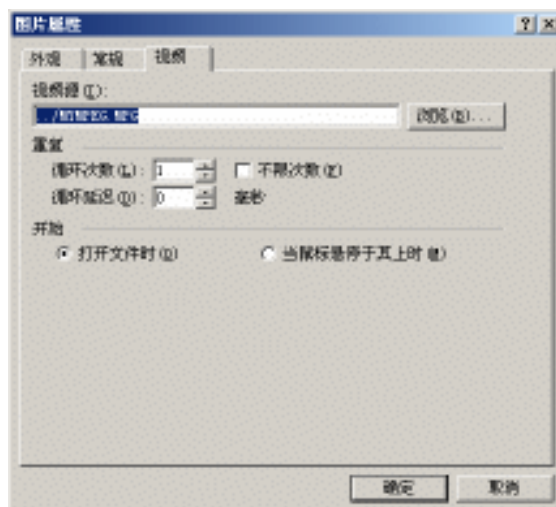 图片属性
外观 常规 视频
视频源(I):
浏览(B)...
重复
循环次数(L): 1 不限次数(F)
循环延迟(D): 0 毫秒
开始
打开文件时(O) 当鼠标悬停于其上时(M)
确定 取消